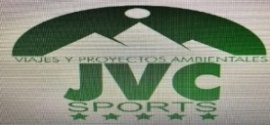 VIAJES Y PROYECTOS AMBIENTALES
JVC
SPORTS